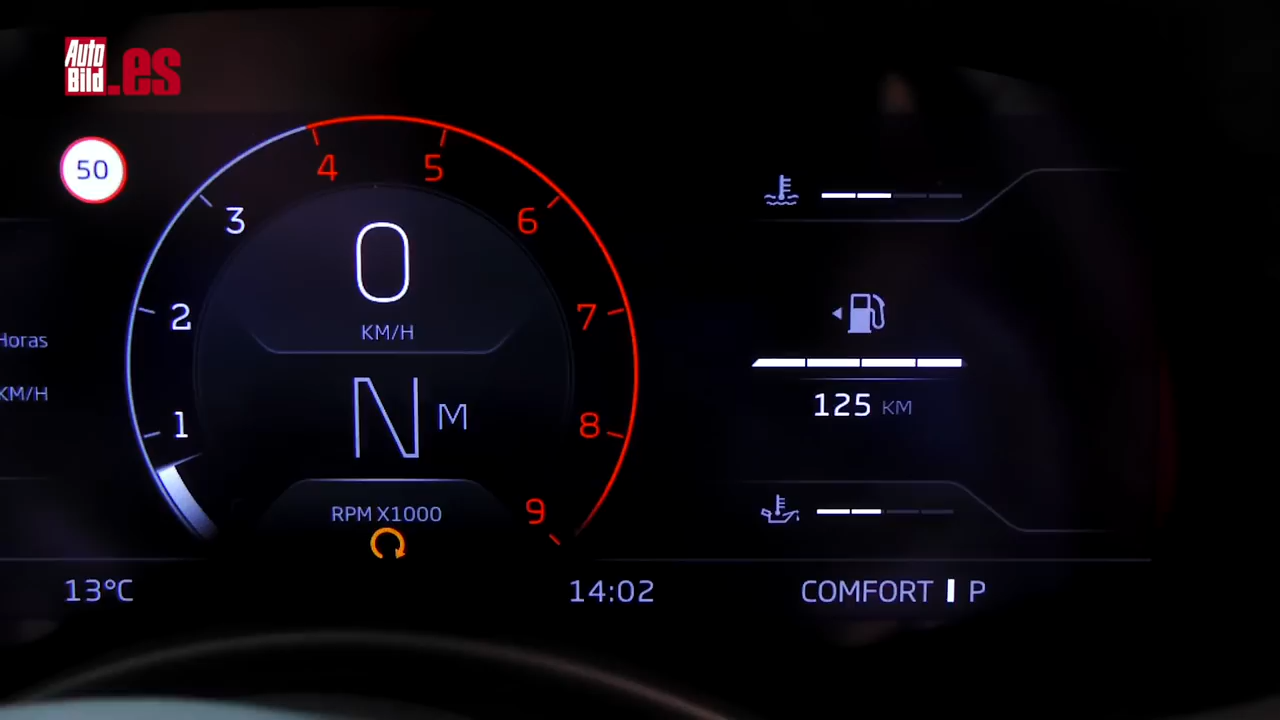 Auto
Bild.es
50
4 5
3 6
0
2 7
KM/H
Horas
KM/H
125 KM
1 8
N M
RPM X1000
9
13°C
14:02
COMFORT P